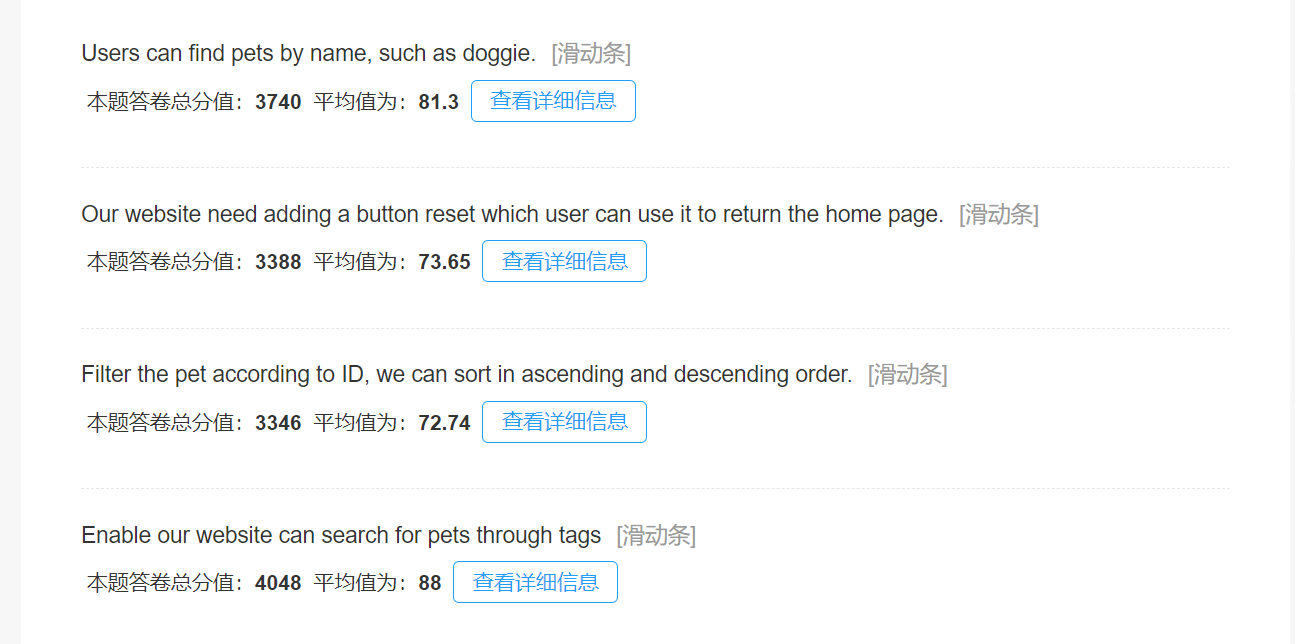 Users can find pets by name, such as doggie. [滑动条]
本题答卷总分值：3740 平均值为：81.3 查看详细信息
Our website need adding a button reset which user can use it to return the home page. [滑动条]
本题答卷总分值：3388 平均值为：73.65 查看详细信息
Filter the pet according to ID, we can sort in ascending and descending order. [滑动条]
本题答卷总分值：3346 平均值为：72.74 查看详细信息
Enable our website can search for pets through tags [滑动条]
本题答卷总分值：4048 平均值为：88 查看详细信息